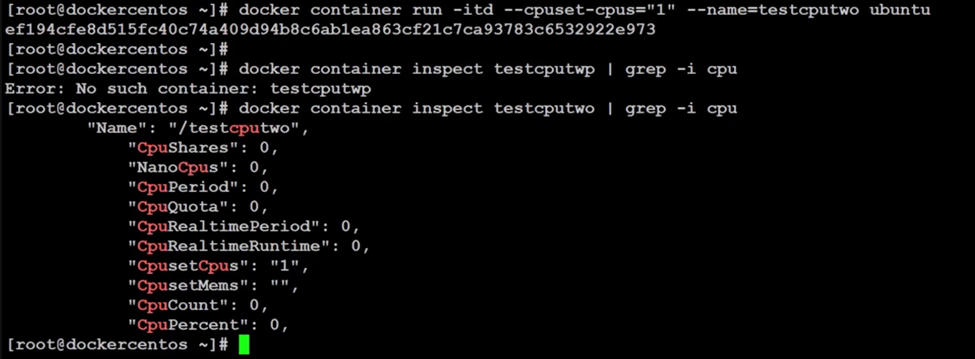 [root@dockercentos ~]# docker container run -itd --cpuset-cpus="1" --name=testcputwo ubuntu
ef194cfe8d515fc40c74a409d94b8c6ab1ea863cf21c7ca93783c6532922e973
[root@dockercentos ~]#
[root@dockercentos ~]# docker container inspect testcputwp | grep -i cpu
Error: No such container: testcputwp
[root@dockercentos ~]# docker container inspect testcputwo | grep -i cpu
        "Name": "/testcputwo",
            "CpuShares": 0,
            "NanoCpus": 0,
            "CpuPeriod": 0,
            "CpuQuota": 0,
            "CpuRealtimePeriod": 0,
            "CpuRealtimeRuntime": 0,
            "CpusetCpus": "1",
            "CpusetMems": "",
            "CpuCount": 0,
            "CpuPercent": 0,
[root@dockercentos ~]#